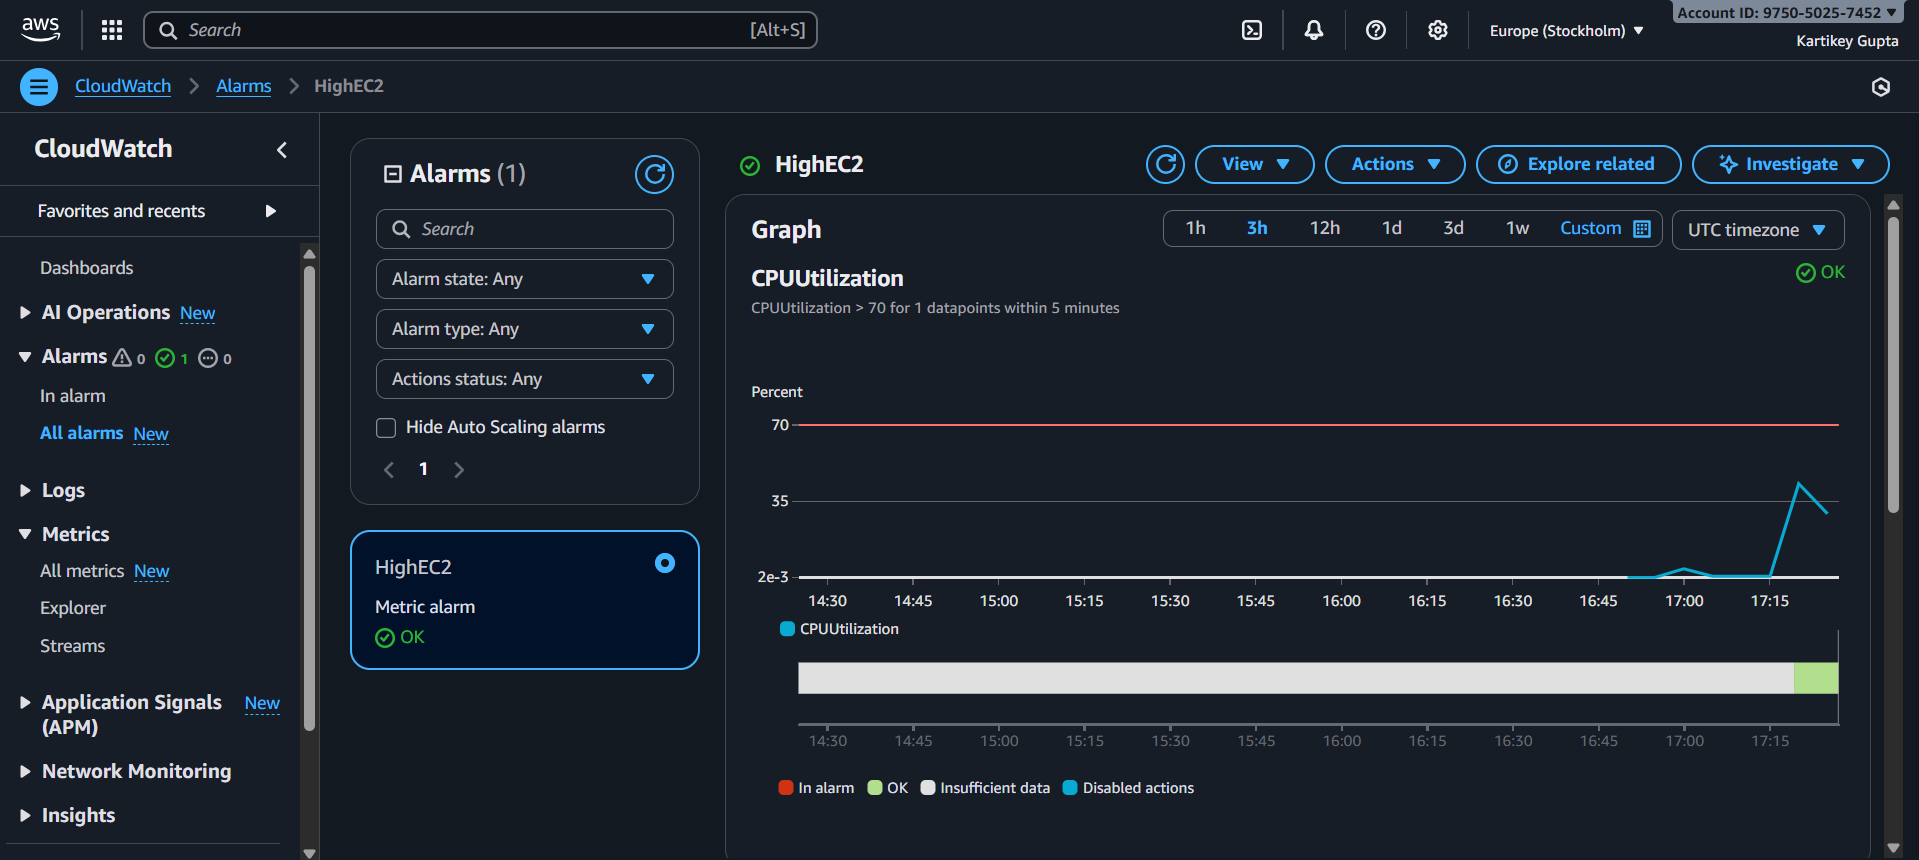 aws
Search
[Alt+S]
Europe (Stockholm)
Account ID: 9750-5025-7452
Kartikey Gupta
CloudWatch
Alarms
HighEC2
CloudWatch
Favorites and recents
Dashboards
AI Operations New
Alarms 0 1 0
In alarm
All alarms New
Logs
Metrics
All metrics New
Explorer
Streams
Application Signals New
(APM)
Network Monitoring
Insights
Alarms (1)
Search
Alarm state: Any
Alarm type: Any
Actions status: Any
Hide Auto Scaling alarms
1
HighEC2
Metric alarm
OK
HighEC2
View
Actions
Explore related
Investigate
Graph
1h 3h 12h 1d 3d 1w Custom
UTC timezone
CPUUtilization
OK
CPUUtilization > 70 for 1 datapoints within 5 minutes
Percent
70
35
2e-3
14:30 14:45 15:00 15:15 15:30 15:45 16:00 16:15 16:30 16:45 17:00 17:15
CPUUtilization
14:30 14:45 15:00 15:15 15:30 15:45 16:00 16:15 16:30 16:45 17:00 17:15
In alarm OK Insufficient data Disabled actions